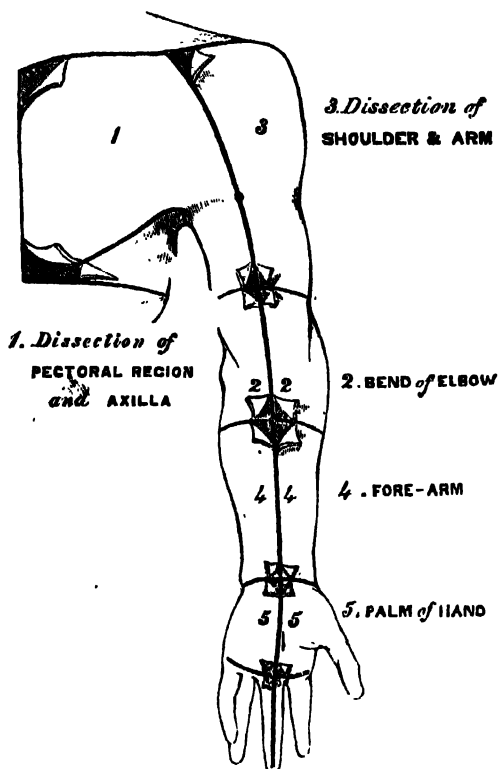 1
3
3. Dissection of
SHOULDER & ARM
1. Dissection of
PECTORAL REGION
and AXILLA
2 2
2. BEND of ELBOW
4 4
4. FORE-ARM
5 5
5. PALM of HAND